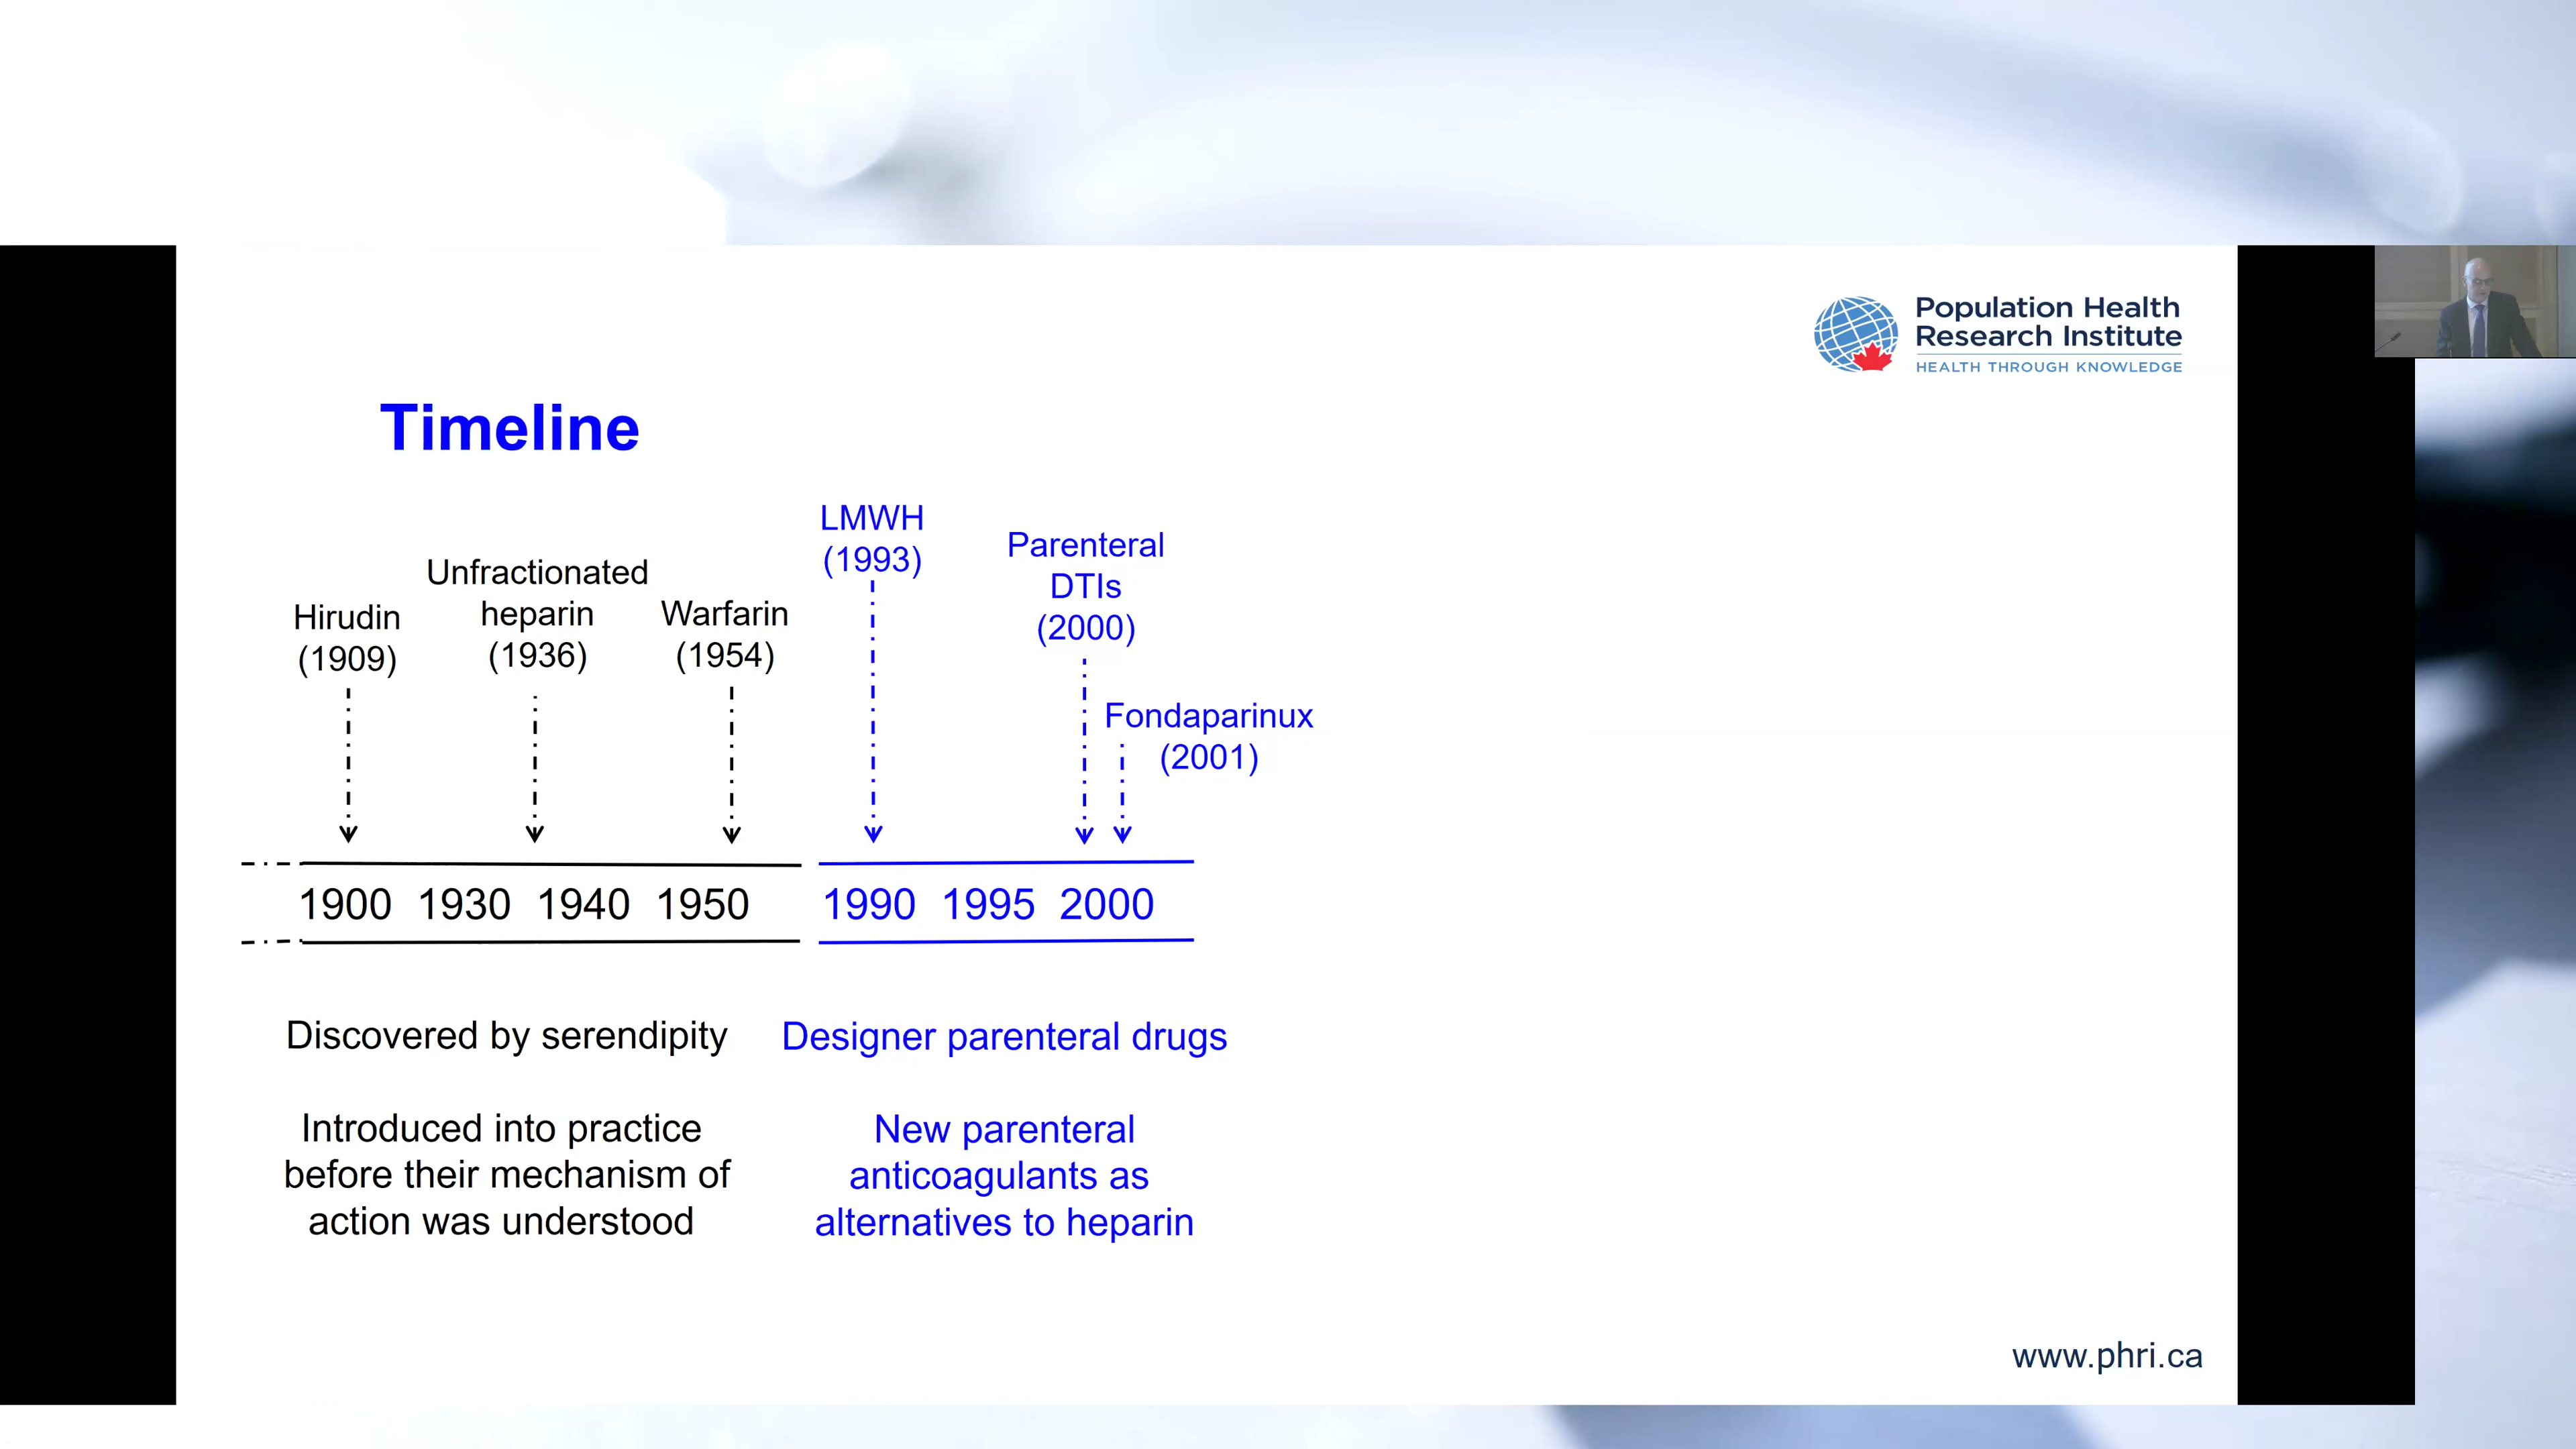 Population Health
Research Institute
HEALTH THROUGH KNOWLEDGE
Timeline
Hirudin
(1909)
Unfractionated
heparin
(1936)
Warfarin
(1954)
LMWH
(1993)
Parenteral
DTIs
(2000)
Fondaparinux
(2001)
1900 1930 1940 1950 1990 1995 2000
Discovered by serendipity
Introduced into practice
before their mechanism of
action was understood
Designer parenteral drugs
New parenteral
anticoagulants as
alternatives to heparin
www.phri.ca